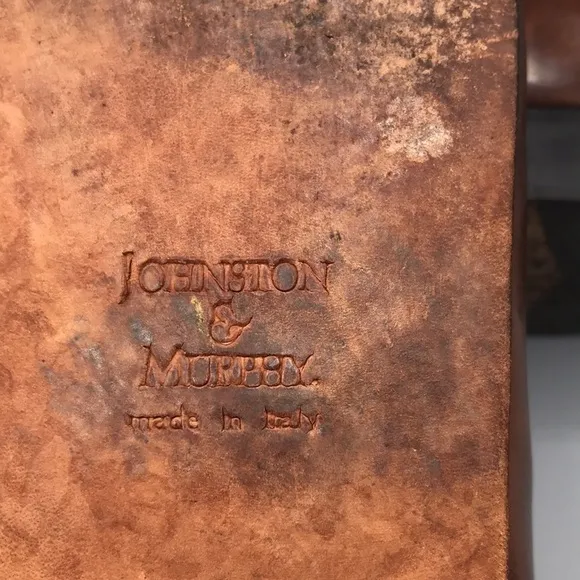 JOHNSTON
&
MURPHY.
made in Italy